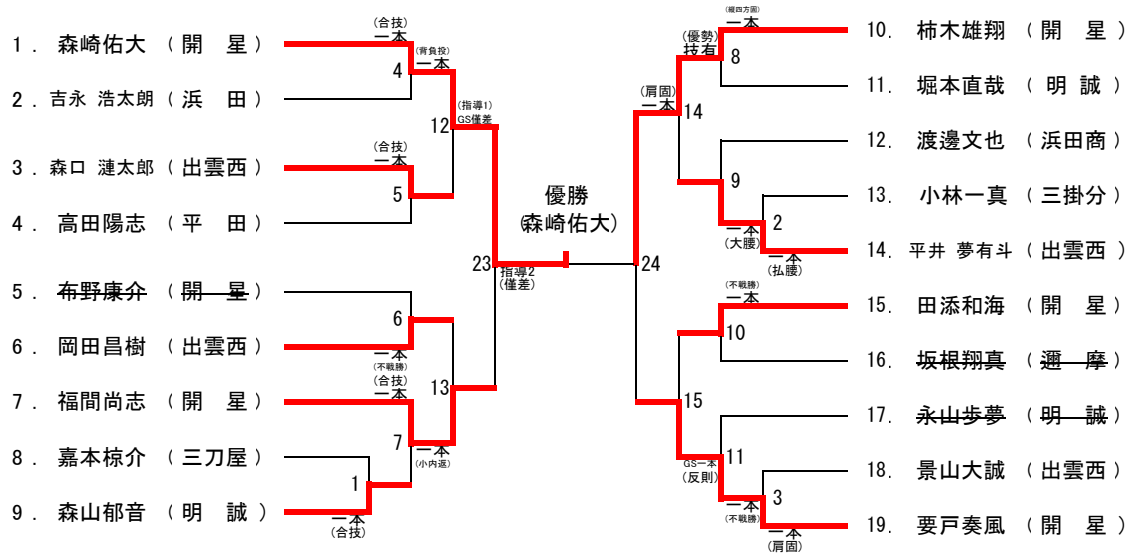 (合技)
一本
1． 森崎佑大 （ 開 星 ）
(背負投)
一本
4
2． 吉永 浩太朗 （ 浜 田 ）
(指導1)
GS僅差
12
(合技)
一本
3． 森口 漣太郎 （ 出雲西 ）
5
4． 高田陽志 （ 平 田 ）
優勝
(森崎佑大)
23
指導2
(僅差)
5． 布野康介 （ 開 星 ）
6
6． 岡田昌樹 （ 出雲西 ）
一本
(不戦勝)
13
(合技)
一本
7． 福間尚志 （ 開 星 ）
7
一本
(小内返)
8． 嘉本椋介 （ 三刀屋 ）
1
9． 森山郁音 （ 明 誠 ）
一本
(合技)
(縦四方固)
一本
10． 柿木雄翔 （ 開 星 ）
(優勢)
技有
8
11． 堀本直哉 （ 明 誠 ）
(肩固)
一本
14
12． 渡邊文也 （ 浜田商 ）
9
13． 小林一真 （ 三掛分 ）
2
一本
(大腰)
14． 平井 夢有斗 （ 出雲西 ）
一本
(払腰)
24
(不戦勝)
一本
15． 田添和海 （ 開 星 ）
10
16． 坂根翔真 （ 邇 摩 ）
15
17． 永山歩夢 （ 明 誠 ）
11
GS一本
(反則)
18． 景山大誠 （ 出雲西 ）
3
一本
(不戦勝)
19． 要戸奏風 （ 開 星 ）
一本
(肩固)